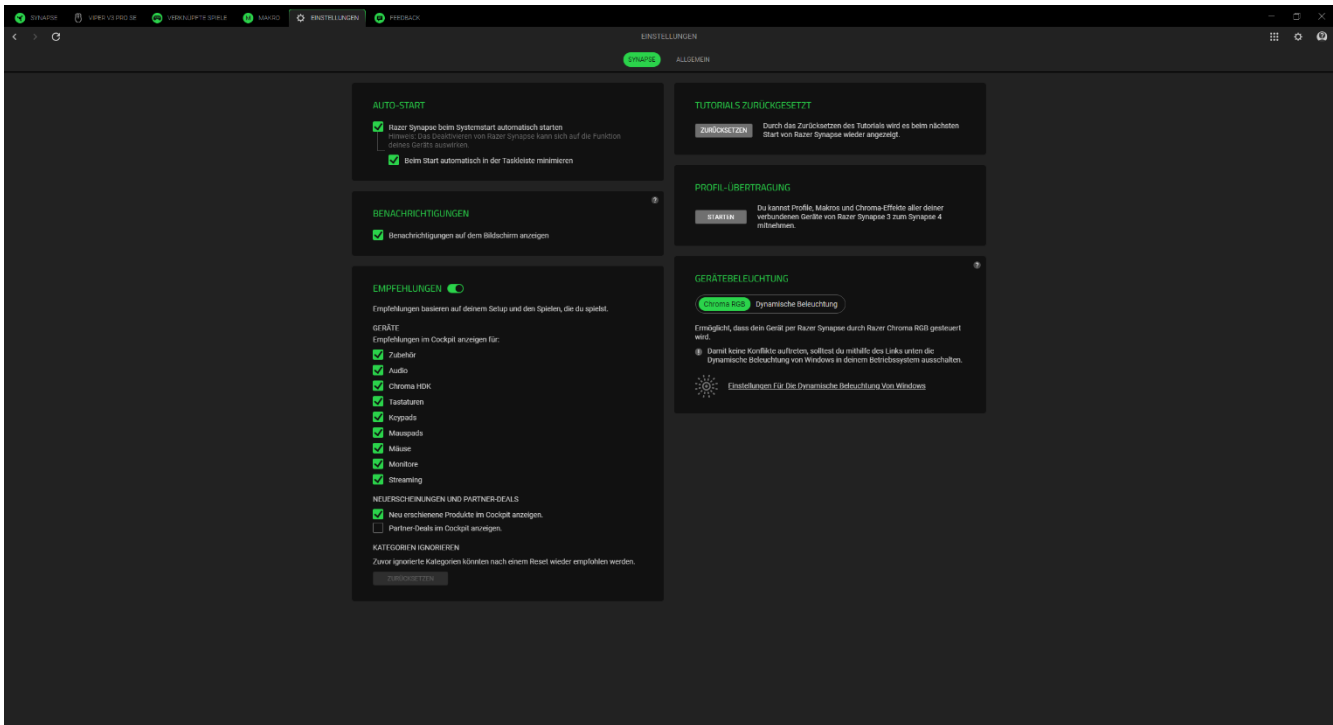 SYNAPSE
VIPER V3 PRO SE
VERKNÜPFTE SPIELE
MAKRO
EINSTELLUNGEN
FEEDBACK
EINSTELLUNGEN
SYNAPSE
ALLGEMEIN
AUTO-START
Razer Synapse beim Systemstart automatisch starten
Hinweis: Das Deaktivieren von Razer Synapse kann sich auf die Funktion
deines Geräts auswirken.
Beim Start automatisch in der Taskleiste minimieren
BENACHRICHTIGUNGEN
Benachrichtigungen auf dem Bildschirm anzeigen
EMPFEHLUNGEN
Empfehlungen basieren auf deinem Setup und den Spielen, die du spielst.
GERÄTE
Empfehlungen im Cockpit anzeigen für:
Zubehör
Audio
Chroma HDK
Tastaturen
Keypads
Mauspads
Mäuse
Monitore
Streaming
NEUERSCHEINUNGEN UND PARTNER-DEALS
Neu erschienene Produkte im Cockpit anzeigen.
Partner-Deals im Cockpit anzeigen.
KATEGORIEN IGNORIEREN
Zuvor ignorierte Kategorien könnten nach einem Reset wieder empfohlen werden.
ZURÜCKSETZEN
TUTORIALS ZURÜCKGESETZT
ZURÜCKSETZEN
Durch das Zurücksetzen des Tutorials wird es beim nächsten
Start von Razer Synapse wieder angezeigt.
PROFIL-ÜBERTRAGUNG
STARTEN
Du kannst Profile, Makros und Chroma-Effekte aller deiner
verbundenen Geräte von Razer Synapse 3 zum Synapse 4
mitnehmen.
GERÄTEBELEUCHTUNG
Chroma RGB
Dynamische Beleuchtung
Ermöglicht, dass dein Gerät per Razer Synapse durch Razer Chroma RGB gesteuert
wird.
Damit keine Konflikte auftreten, solltest du mithilfe des Links unten die
Dynamische Beleuchtung von Windows in deinem Betriebssystem ausschalten.
Einstellungen Für Die Dynamische Beleuchtung Von Windows